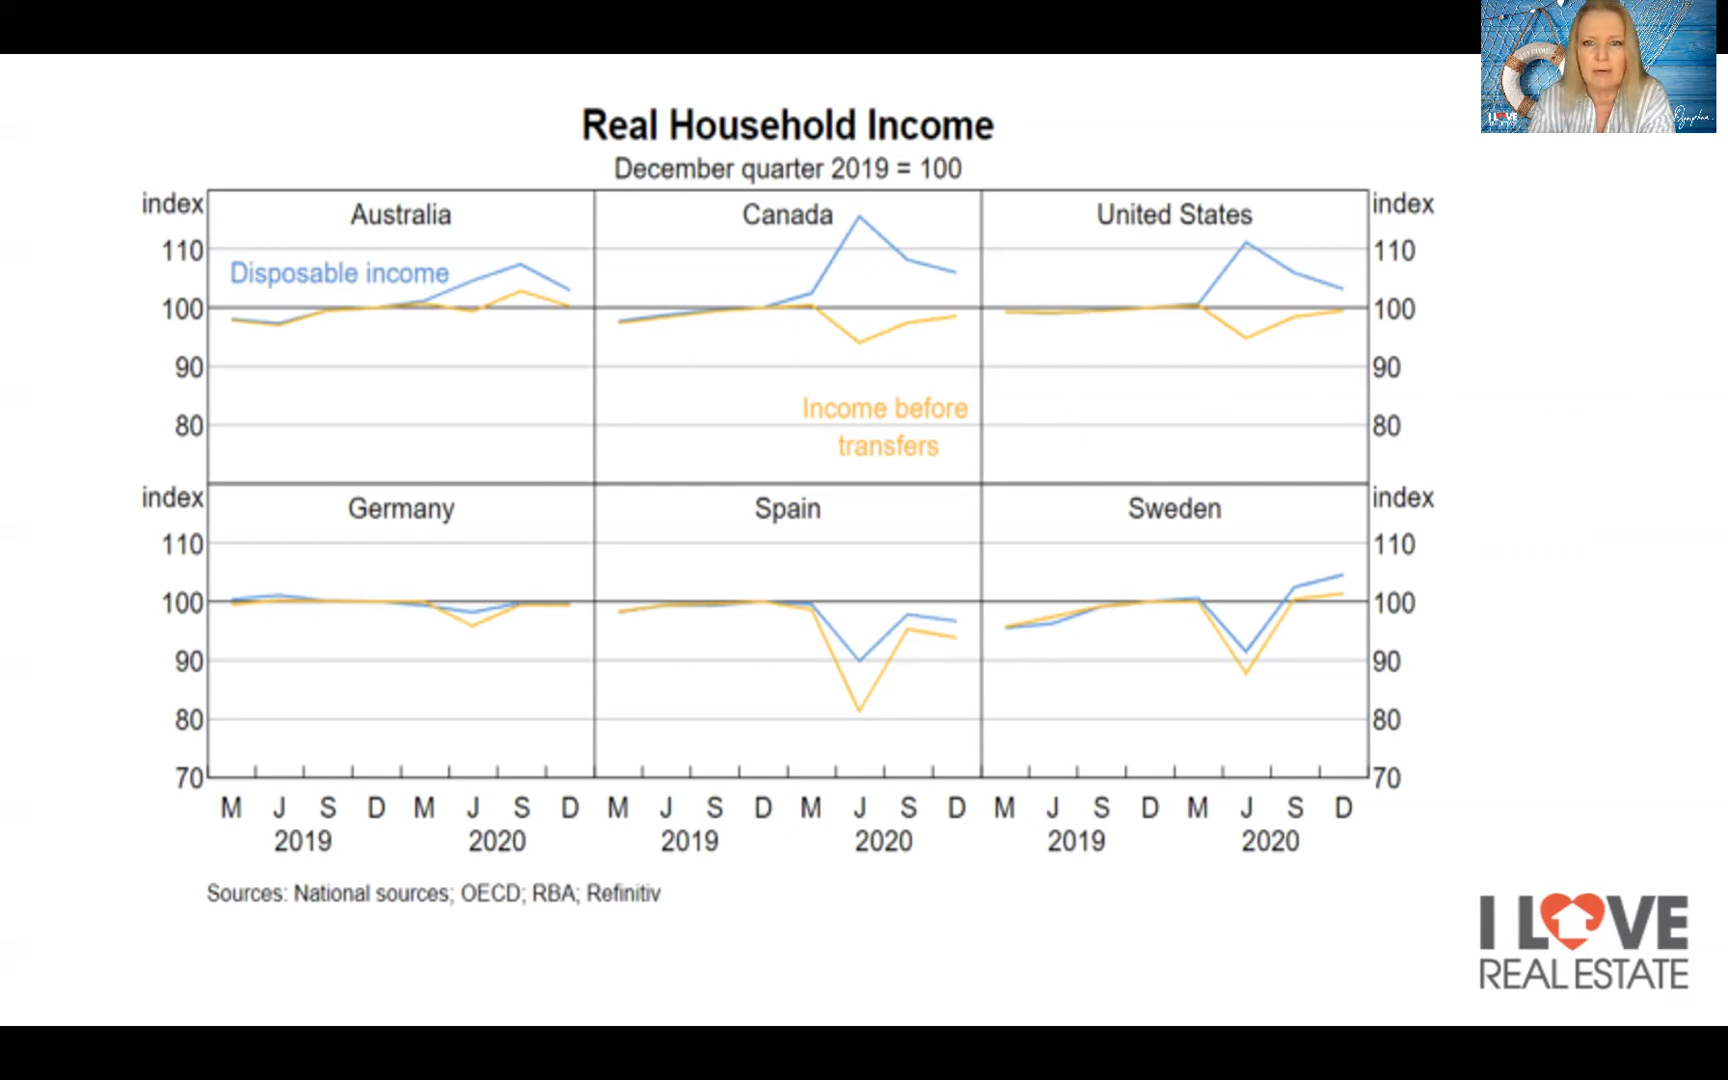 Real Household Income
December quarter 2019 = 100
index Australia Canada United States index
110 110
Disposable income
100 100
90 90
Income before
80 80
transfers
index Germany Spain Sweden index
110 110
100 100
90 90
80 80
70 70
M J S D M J S D M J S D M J S D M J S D M J S D
2019 2020 2019 2020 2019 2020
Sources: National sources; OECD; RBA; Refinitiv
I LOVE
REAL ESTATE
WELCOME
I LOVE